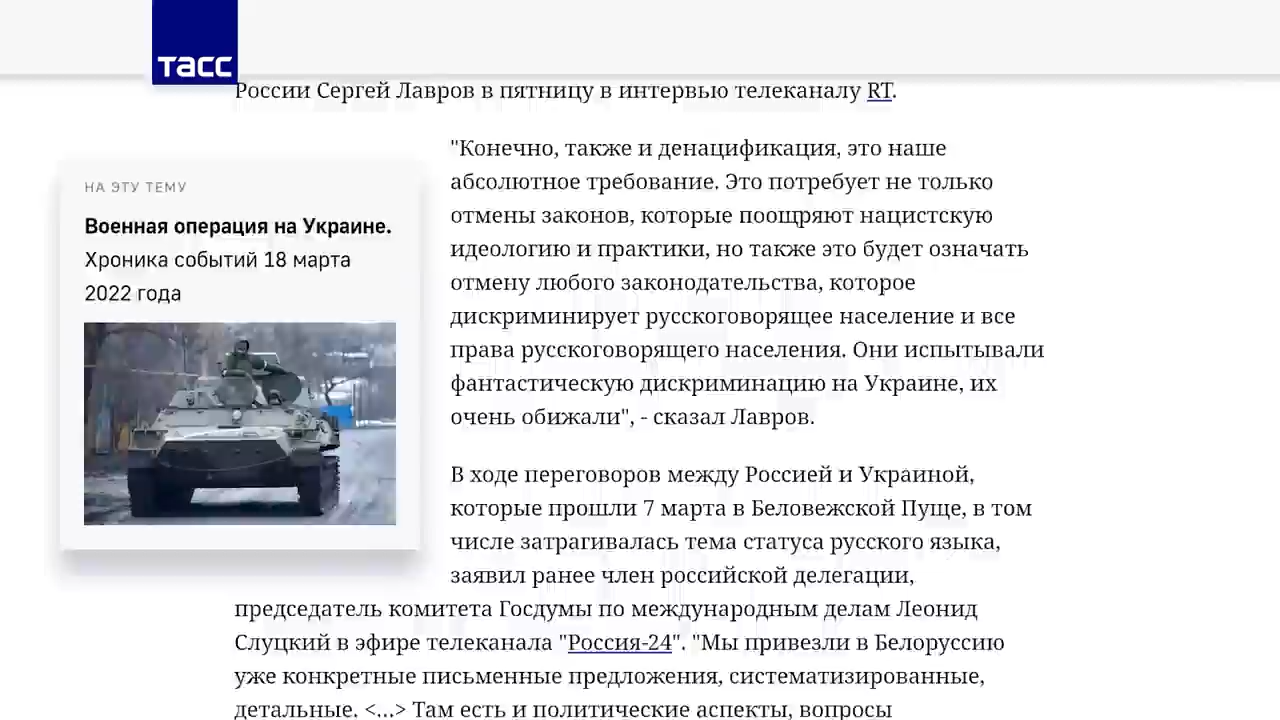 тасс
России Сергей Лавров в пятницу в интервью телеканалу RT.
НА ЭТУ ТЕМУ
Военная операция на Украине.
Хроника событий 18 марта
2022 года
"Конечно, также и денацификация, это наше
абсолютное требование. Это потребует не только
отмены законов, которые поощряют нацистскую
идеологию и практики, но также это будет означать
отмену любого законодательства, которое
дискриминирует русскоговорящее население и все
права русскоговорящего населения. Они испытывали
фантастическую дискриминацию на Украине, их
очень обижали", - сказал Лавров.
В ходе переговоров между Россией и Украиной,
которые прошли 7 марта в Беловежской Пуще, в том
числе затрагивалась тема статуса русского языка,
заявил ранее член российской делегации,
председатель комитета Госдумы по международным делам Леонид
Слуцкий в эфире телеканала "Россия-24". "Мы привезли в Белоруссию
уже конкретные письменные предложения, систематизированные,
детальные. <...> Там есть и политические аспекты, вопросы